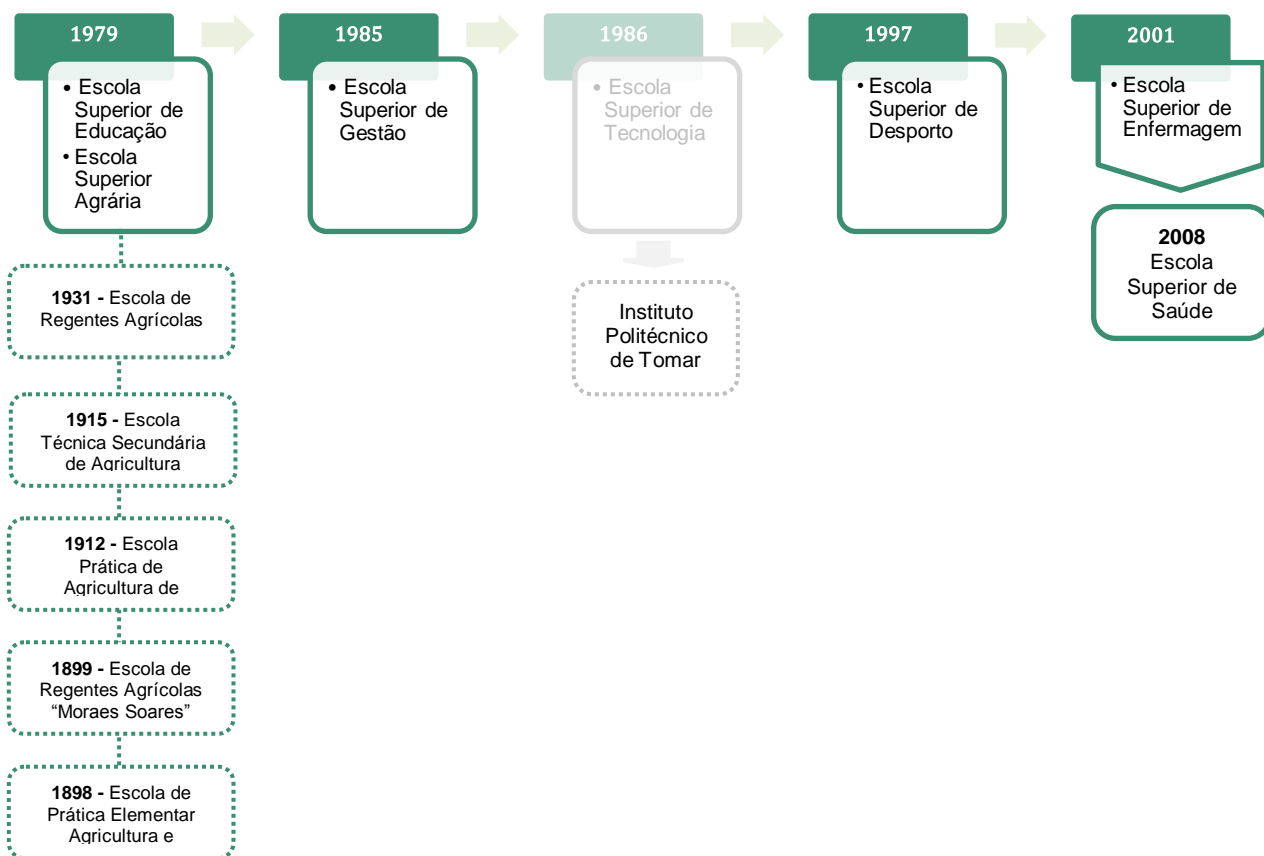 1979
• Escola
Superior de
Educação
• Escola
Superior
Agrária
1985
• Escola
Superior de
Gestão
1986
• Escola
Superior de
Tecnologia
1997
• Escola
Superior de
Desporto
2001
• Escola
Superior de
Enfermagem
2008
Escola
Superior de
Saúde
Instituto
Politécnico
de Tomar
1931 - Escola de
Regentes Agrícolas
1915 - Escola
Técnica Secundária
de Agricultura
1912 - Escola
Prática de
Agricultura de
1899 - Escola de
Regentes Agrícolas
“Moraes Soares”
1898 - Escola de
Prática Elementar
Agricultura e